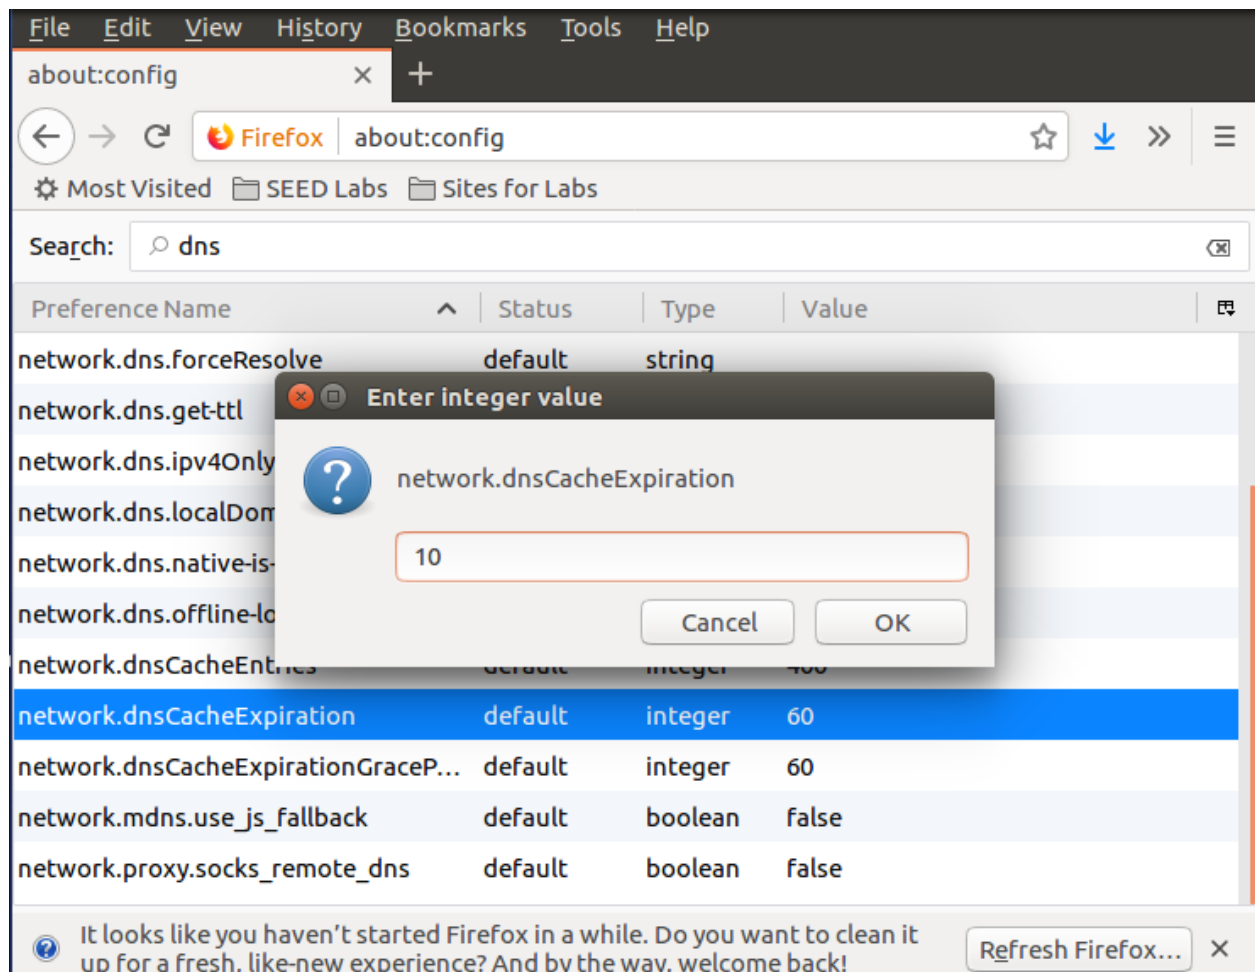 File Edit View History Bookmarks Tools Help
about:config
Firefox about:config
Most Visited SEED Labs Sites for Labs
Search: dns
Preference Name Status Type Value
network.dns.forceResolve default string
Enter integer value
network.dns.get-ttl
network.dns.ipv4Only
network.dnsCacheExpiration
network.dns.localDom
network.dns.native-is-
10
network.dns.offline-lo
Cancel OK
network.dnsCacheEntries default integer 400
network.dnsCacheExpiration default integer 60
network.dnsCacheExpirationGraceP... default integer 60
network.mdns.use_js_fallback default boolean false
network.proxy.socks_remote_dns default boolean false
It looks like you haven't started Firefox in a while. Do you want to clean it
up for a fresh, like-new experience? And by the way, welcome back!
Refresh Firefox...